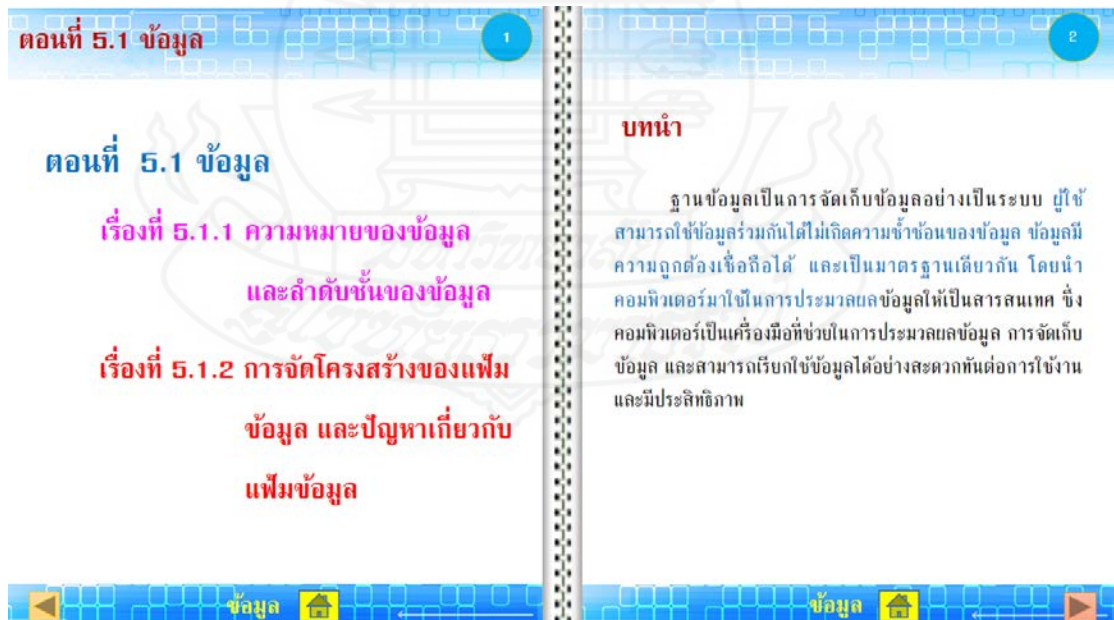 ตอนที่ 5.1 ข้อมูล
1
ตอนที่ 5.1 ข้อมูล
เรื่องที่ 5.1.1 ความหมายของข้อมูล
และลำดับชั้นของข้อมูล
เรื่องที่ 5.1.2 การจัดโครงสร้างของแฟ้ม
ข้อมูล และปัญหาเกี่ยวกับ
แฟ้มข้อมูล
ข้อมูล
2
บทนำ
ฐานข้อมูลเป็นการจัดเก็บข้อมูลอย่างเป็นระบบ ผู้ใช้
สามารถใช้ข้อมูลร่วมกันได้ไม่เกิดความซ้ำซ้อนของข้อมูล ข้อมูลมี
ความถูกต้องเชื่อถือได้ และเป็นมาตรฐานเดียวกัน โดยนำ
คอมพิวเตอร์มาใช้ในการประมวลผลข้อมูลให้เป็นสารสนเทศ ซึ่ง
คอมพิวเตอร์เป็นเครื่องมือที่ช่วยในการประมวลผลข้อมูล การจัดเก็บ
ข้อมูล และสามารถเรียกใช้ข้อมูลได้อย่างสะดวกทันต่อการใช้งาน
และมีประสิทธิภาพ
ข้อมูล